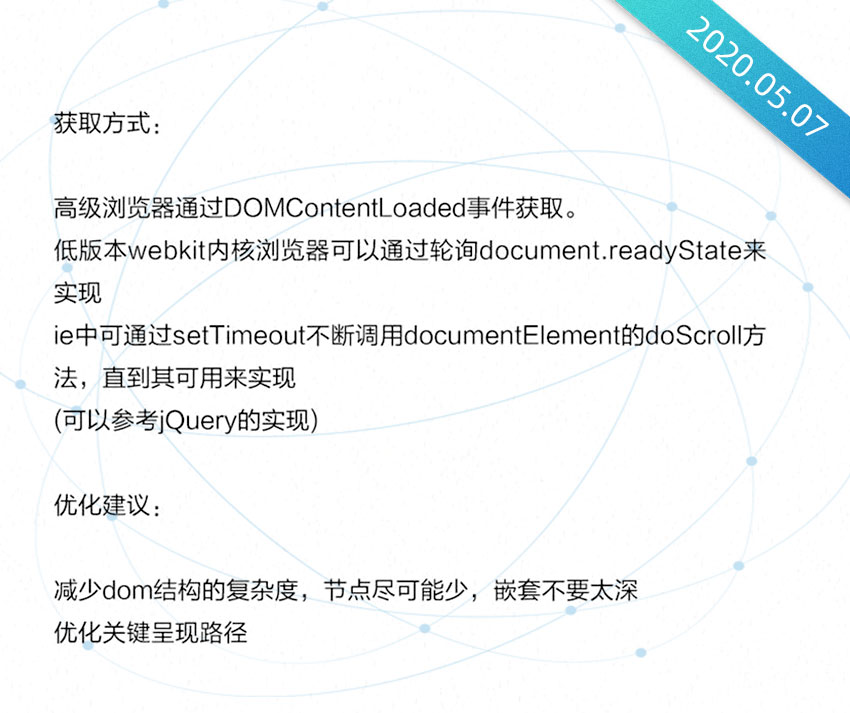 2020.05.07
获取方式：
高级浏览器通过DOMContentLoaded事件获取。
低版本webkit内核浏览器可以通过轮询document.readyState来
实现
ie中可通过setTimeout不断调用documentElement的doScroll方
法，直到其可用来实现
(可以参考jQuery的实现)
优化建议：
减少dom结构的复杂度，节点尽可能少，嵌套不要太深
优化关键呈现路径